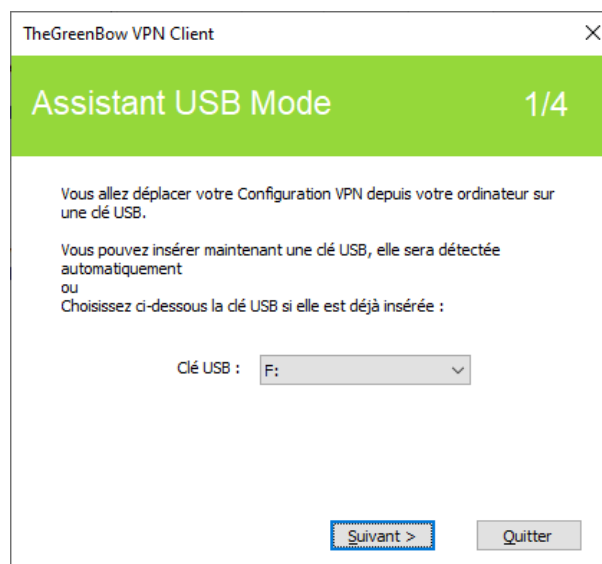 TheGreenBow VPN Client
Assistant USB Mode
1/4
Vous allez déplacer votre Configuration VPN depuis votre ordinateur sur
une clé USB.
Vous pouvez insérer maintenant une clé USB, elle sera détectée
automatiquement
ou
Choisissez ci-dessous la clé USB si elle est déjà insérée :
Clé USB :
F:
Suivant >
Quitter